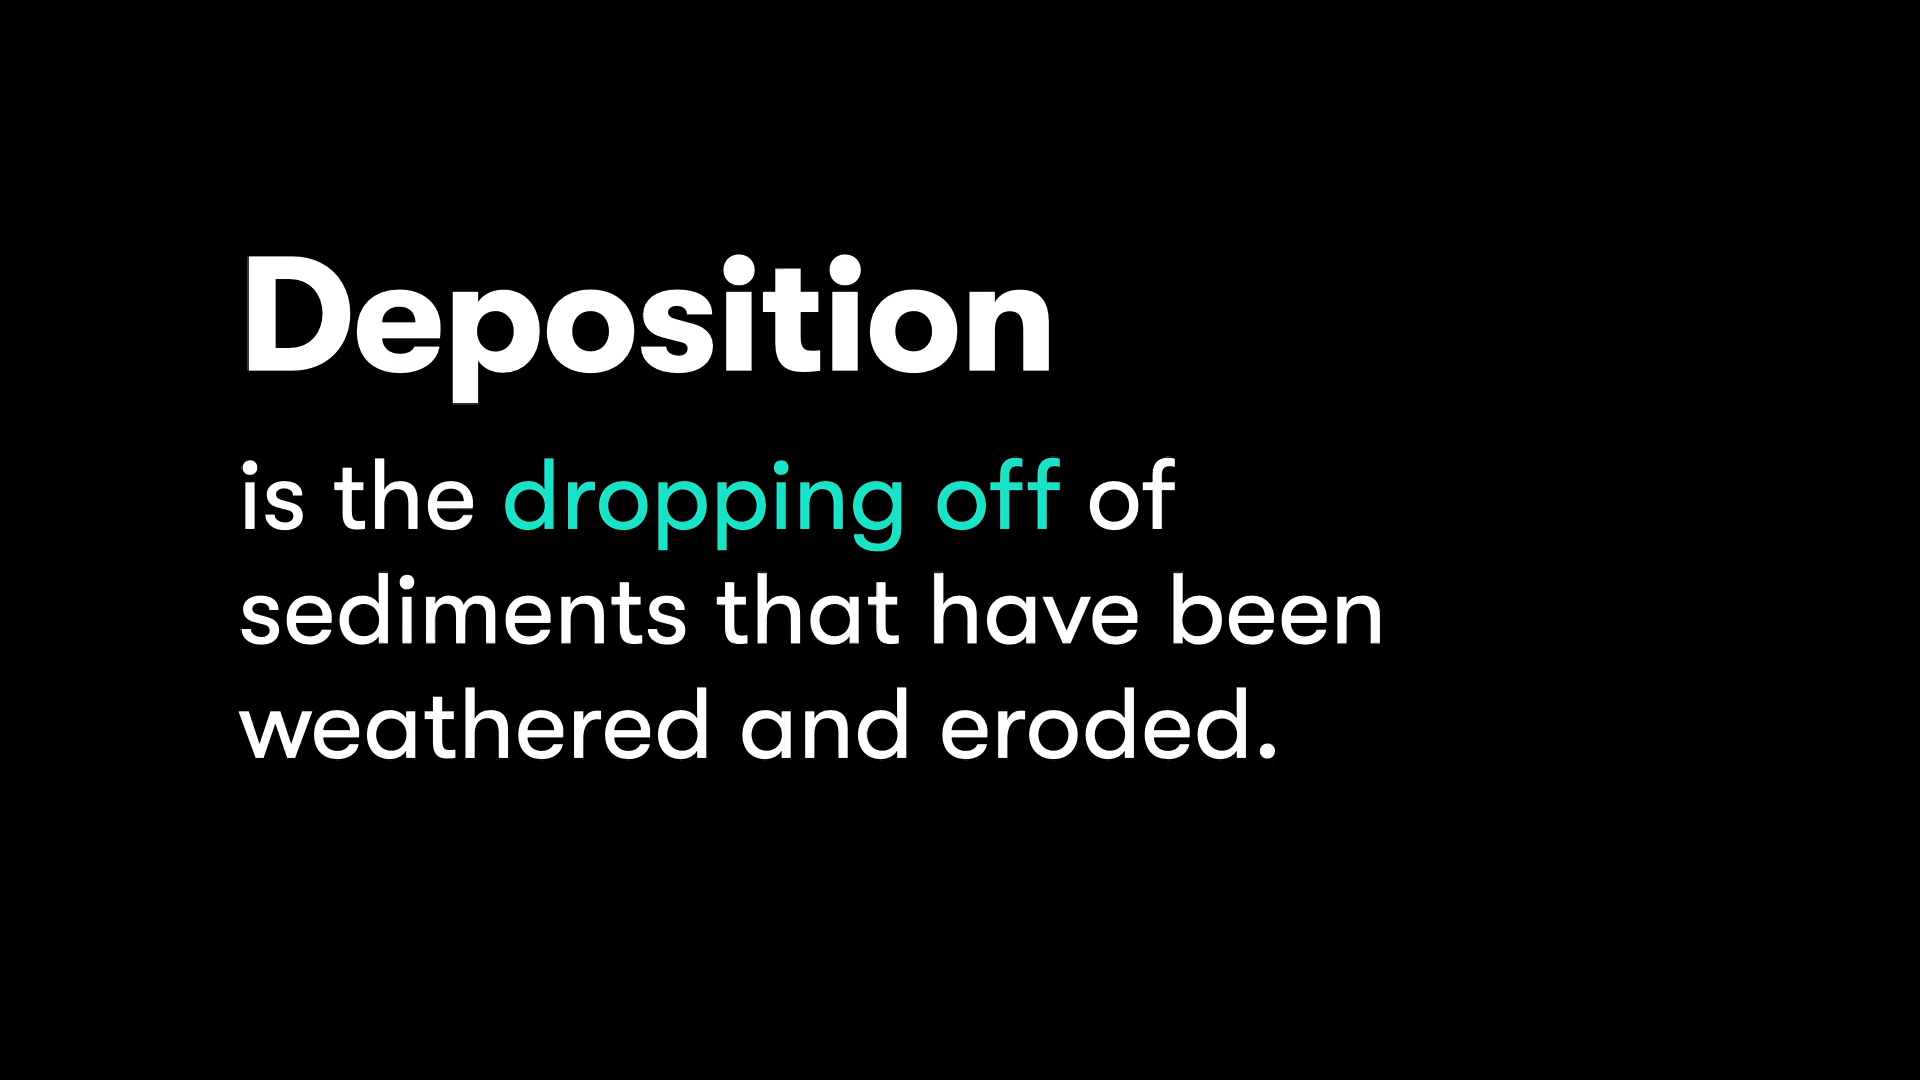 Deposition
is the dropping off of
sediments that have been
weathered and eroded.